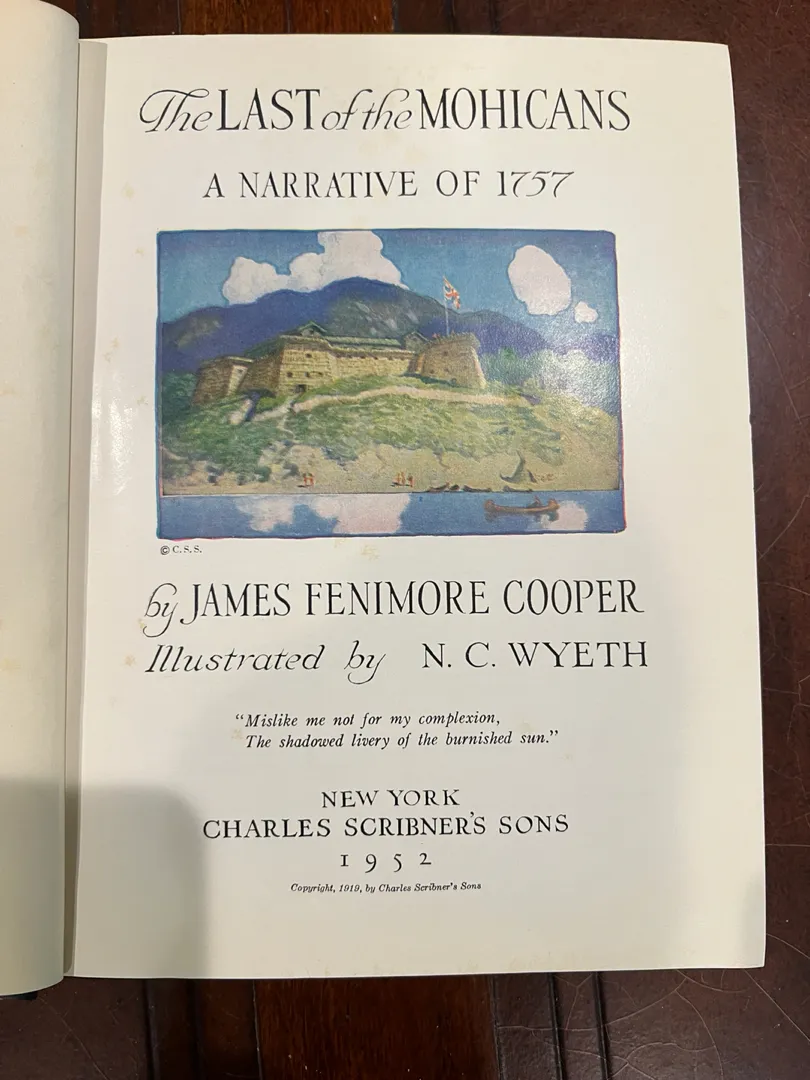 The LAST of the MOHICANS
A NARRATIVE OF 1757
© C. S. S.
by JAMES FENIMORE COOPER
Illustrated by N. C. WYETH
“Mislike me not for my complexion,
The shadowed livery of the burnished sun.”
NEW YORK
CHARLES SCRIBNER'S SONS
1952
Copyright, 1919, by Charles Scribner's Sons